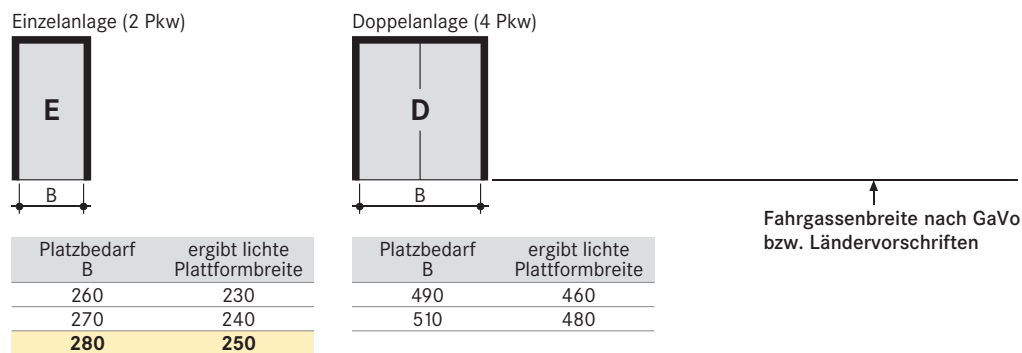 Einzelanlage (2 Pkw)
E
B
Platzbedarf ergibt lichte
B Plattformbreite
260 230
270 240
280 250
Doppelanlage (4 Pkw)
D
B
Platzbedarf ergibt lichte
B Plattformbreite
490 460
510 480
Fahrgassenbreite nach GaVo
bzw. Ländervorschriften